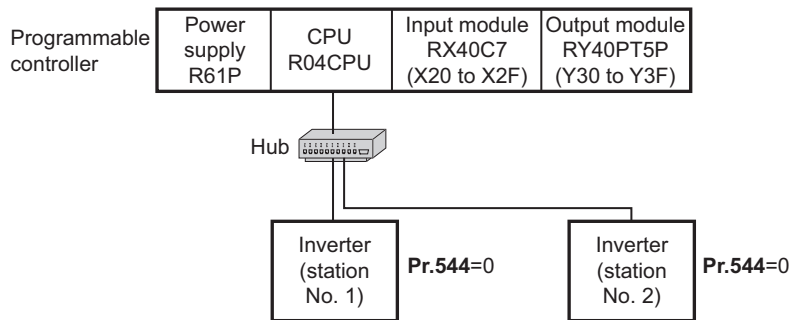 Programmable
controller
Power
supply
R61P
CPU
R04CPU
Input module
RX40C7
(X20 to X2F)
Output module
RY40PT5P
(Y30 to Y3F)
Hub
Inverter
(station
No. 1)
Pr.544=0
Inverter
(station
No. 2)
Pr.544=0